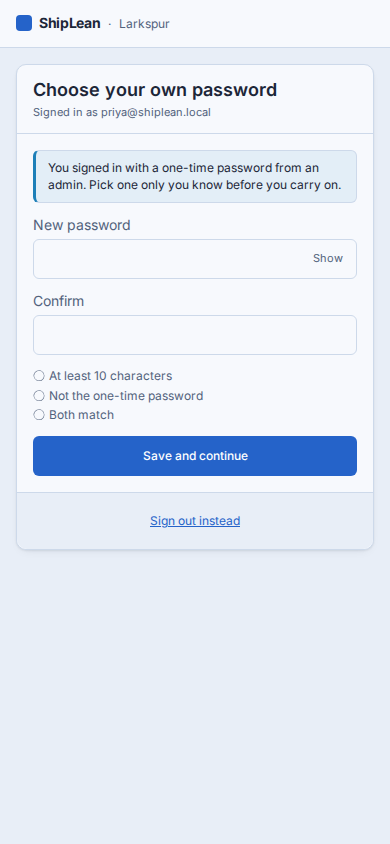 ShipLean · Larkspur
Choose your own password
Signed in as priya@shiplean.local
You signed in with a one-time password from an
admin. Pick one only you know before you carry on.
New password
Show
Confirm
At least 10 characters
Not the one-time password
Both match
Save and continue
Sign out instead